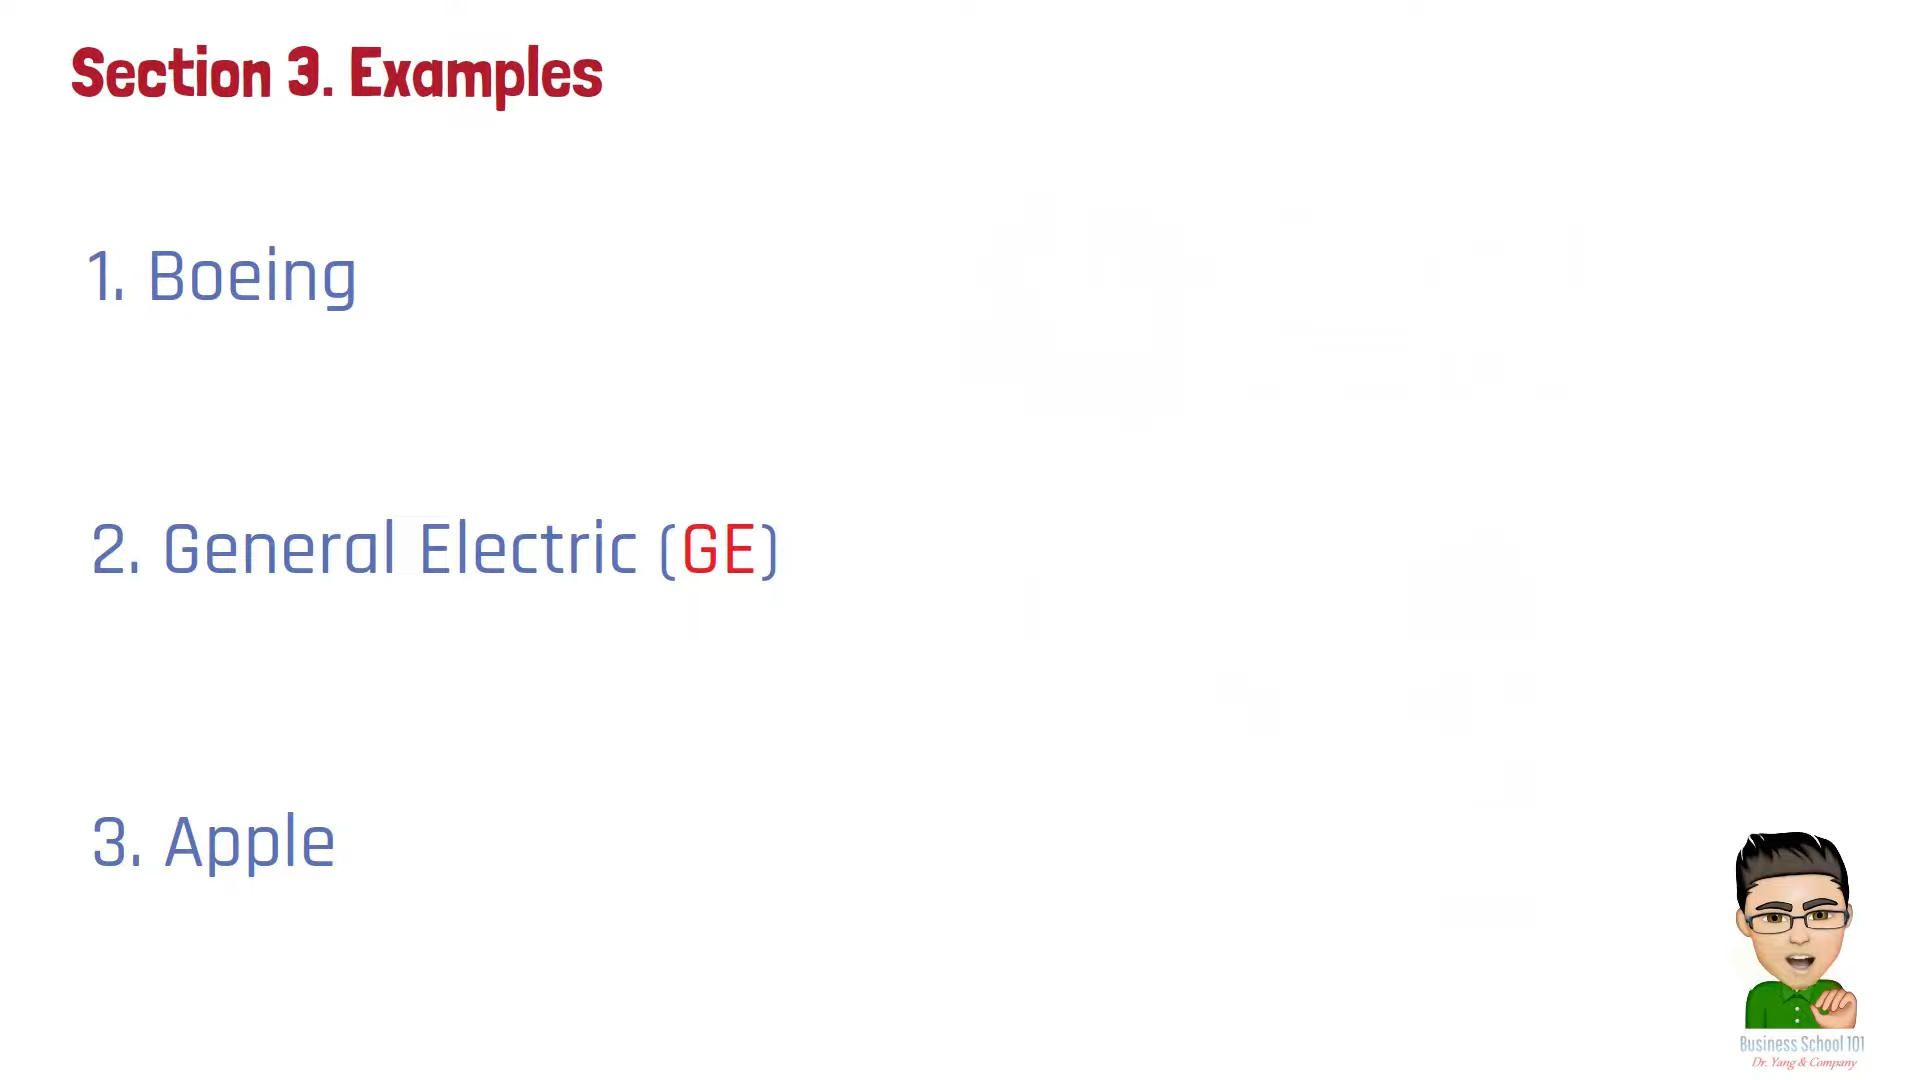 Section 3. Examples
1. Boeing
2. General Electric (GE)
3. Apple
Business School 101
Dr. Yang & Company